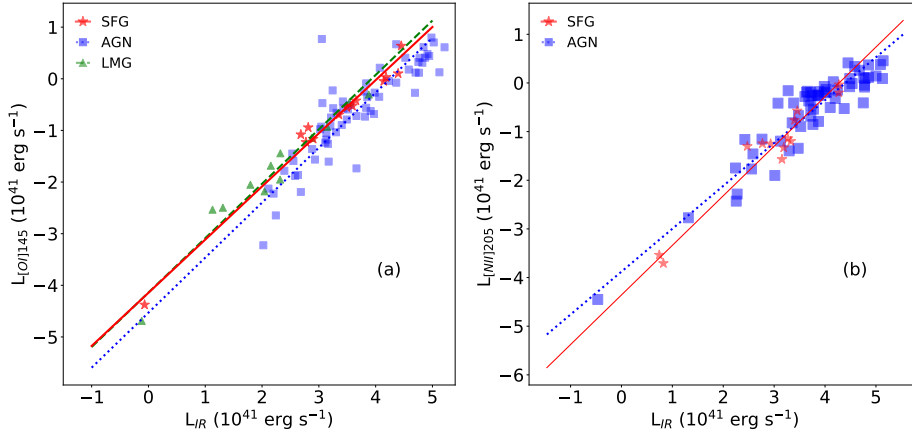 SFG
AGN
LMG
1
0
−1
−2
−3
−4
−5
L[OI]145 (10^41 erg s^−1)
(a)
−1 0 1 2 3 4 5
L_IR (10^41 erg s^−1)
SFG
AGN
1
0
−1
−2
−3
−4
−5
−6
L[NII]205 (10^41 erg s^−1)
(b)
−1 0 1 2 3 4 5
L_IR (10^41 erg s^−1)